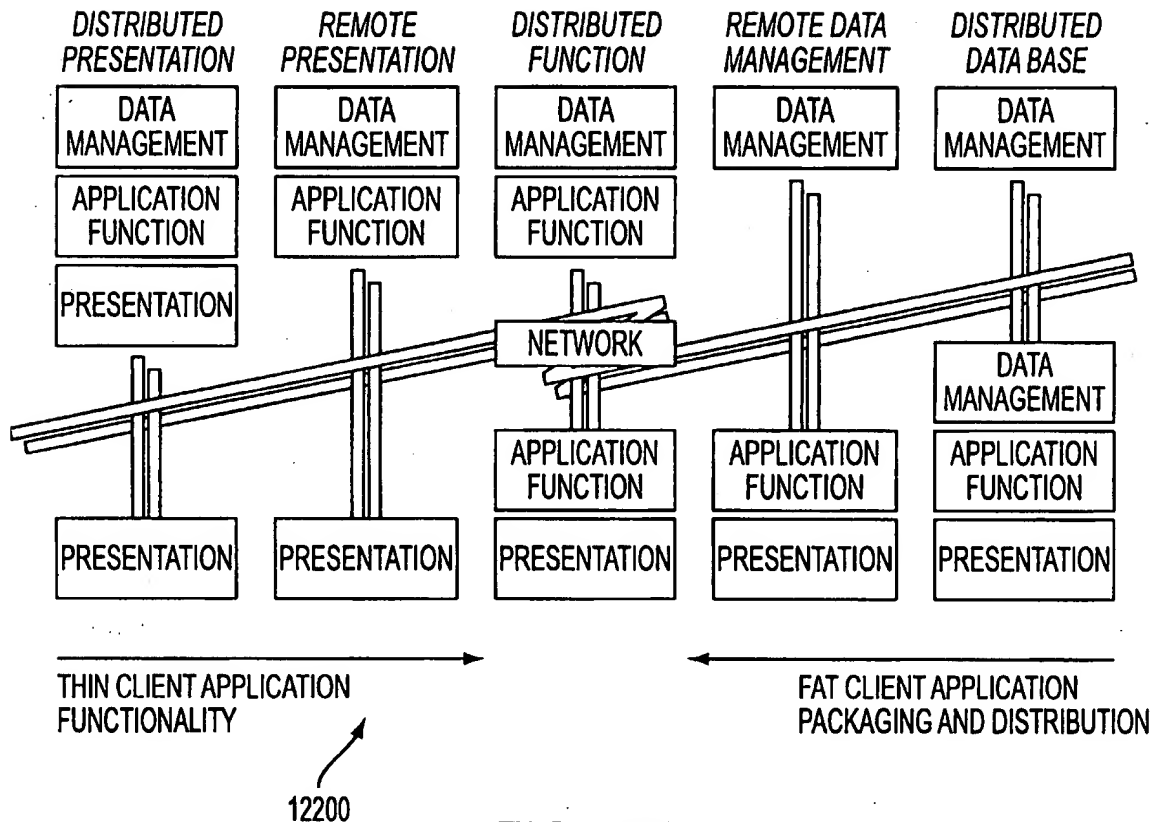 DISTRIBUTED
PRESENTATION
REMOTE
PRESENTATION
DISTRIBUTED
FUNCTION
REMOTE DATA
MANAGEMENT
DISTRIBUTED
DATA BASE
DATA
MANAGEMENT
DATA
MANAGEMENT
DATA
MANAGEMENT
DATA
MANAGEMENT
DATA
MANAGEMENT
APPLICATION
FUNCTION
APPLICATION
FUNCTION
APPLICATION
FUNCTION
PRESENTATION
NETWORK
DATA
MANAGEMENT
APPLICATION
FUNCTION
APPLICATION
FUNCTION
APPLICATION
FUNCTION
PRESENTATION
PRESENTATION
PRESENTATION
PRESENTATION
PRESENTATION
THIN CLIENT APPLICATION
FUNCTIONALITY
FAT CLIENT APPLICATION
PACKAGING AND DISTRIBUTION
12200